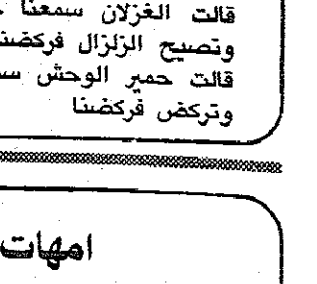 قالت الغزلان سمعنا
وتصيح الزلزال فركضنا
قالت حمير الوحش
وتركض فركضنا
امهات